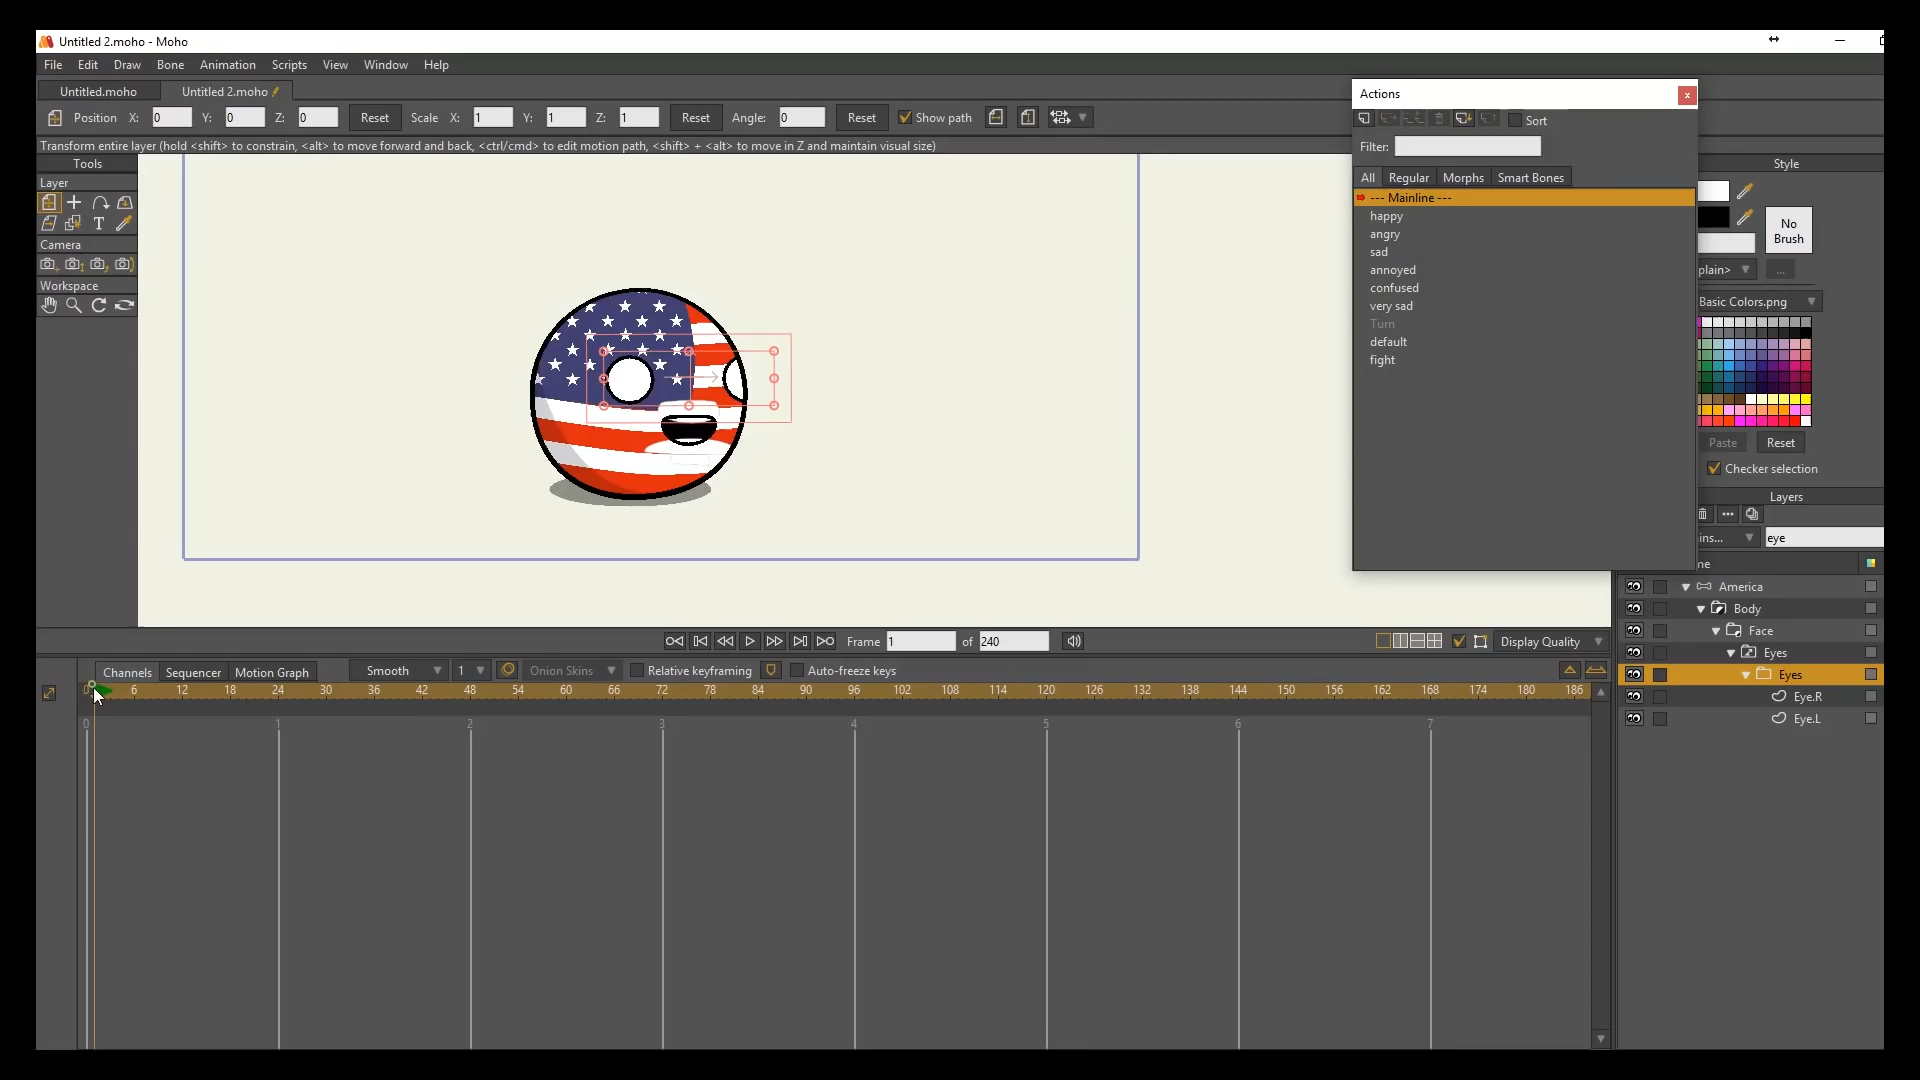 Untitled 2.moho - Moho
File Edit Draw Bone Animation Scripts View Window Help
Untitled.moho Untitled 2.moho
Position X: 0 Y: 0 Z: 0 Reset Scale X: 1 Y: 1 Z: 1 Reset Angle: 0 Reset Show path
Transform entire layer (hold <shift> to constrain, <alt> to move forward and back, <ctrl/cmd> to edit motion path, <shift> + <alt> to move in Z and maintain visual size)
Tools
Layer
T
Camera
Workspace
Actions
x
Sort
Filter:
All Regular Morphs Smart Bones
--- Mainline ---
happy
angry
sad
annoyed
confused
very sad
Turn
default
fight
Style
No
Brush
plain>
...
Basic Colors.png
Paste Reset
Checker selection
Layers
ins... eye
me
America
Body
Face
Eyes
Eyes
Eye.R
Eye.L
Frame 1 of 240 Display Quality
Channels Sequencer Motion Graph Smooth 1 Onion Skins Relative keyframing Auto-freeze keys
0 6 12 18 24 30 36 42 48 54 60 66 72 78 84 90 96 102 108 114 120 126 132 138 144 150 156 162 168 174 180 186
0 1 2 3 4 5 6 7